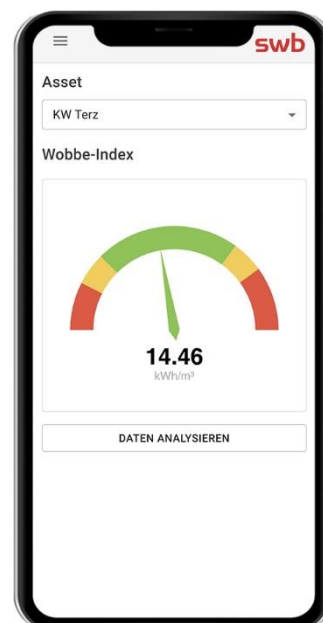 swb
Asset
KW Terz
Wobbe-Index
14.46
kWh/m³
DATEN ANALYSIEREN